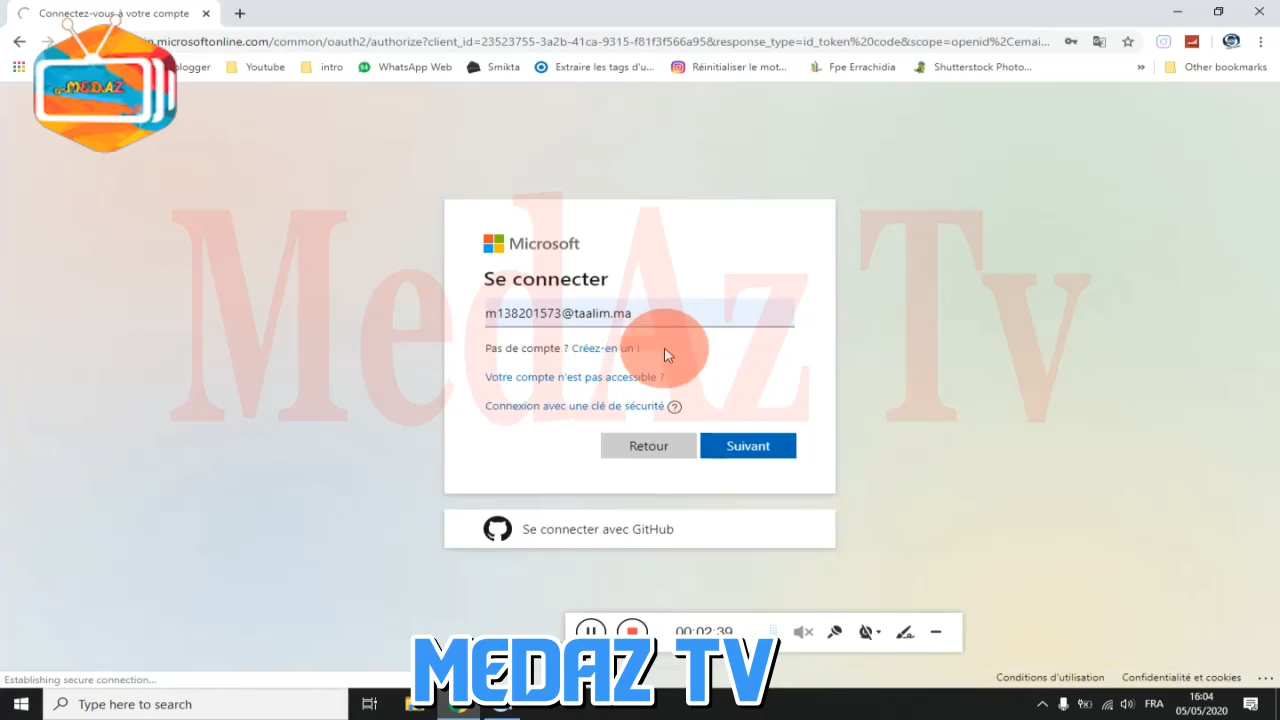 Connectez-vous à votre compte
.microsoftonline.com/common/oauth2/authorize?client_id=23523755-3a2b-41ca-9315-f81f3f566a95&response_type=id_token%20code&scope=openid%2Cemai...
MED.AZ
Youtube
intro
WhatsApp Web
Smikta
Extraire les tags d'u...
Réinitialiser le mot...
Fpe Errachidia
Shutterstock Photo...
»
Other bookmarks
MedAz Tv
Microsoft
Se connecter
m138201573@taalim.ma
Pas de compte ? Créez-en un !
Votre compte n'est pas accessible ?
Connexion avec une clé de sécurité
Retour
Suivant
Se connecter avec GitHub
00:02:39
MEDAZ TV
Establishing secure connection...
Conditions d'utilisation
Confidentialité et cookies
...
Type here to search
FRA
16:04
05/05/2020